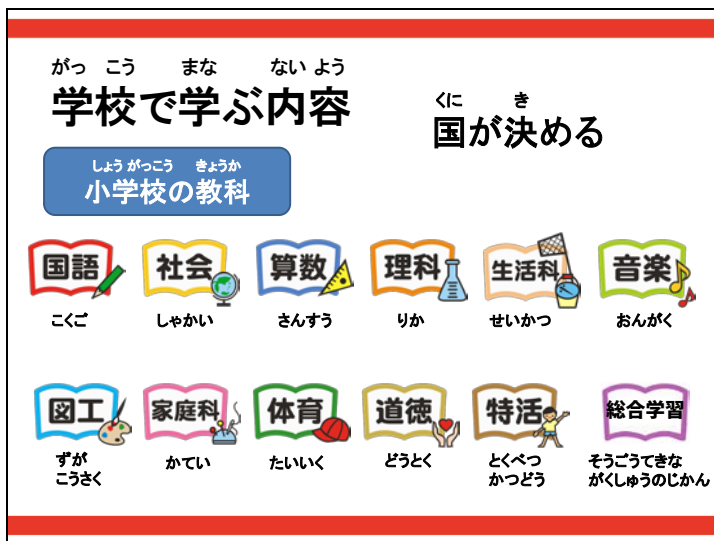 がっ こう まな ない よう
学校で学ぶ内容
くに き
国が決める
しょう がっこう きょうか
小学校の教科
国語
社会
算数
理科
生活科
音楽
こくご
しゃかい
さんすう
りか
せいかつ
おんがく
図工
家庭科
体育
道徳
特活
総合学習
ずが
こうさく
かてい
たいいく
どうとく
とくべつ
かつどう
そうごうてきな
がくしゅうのじかん